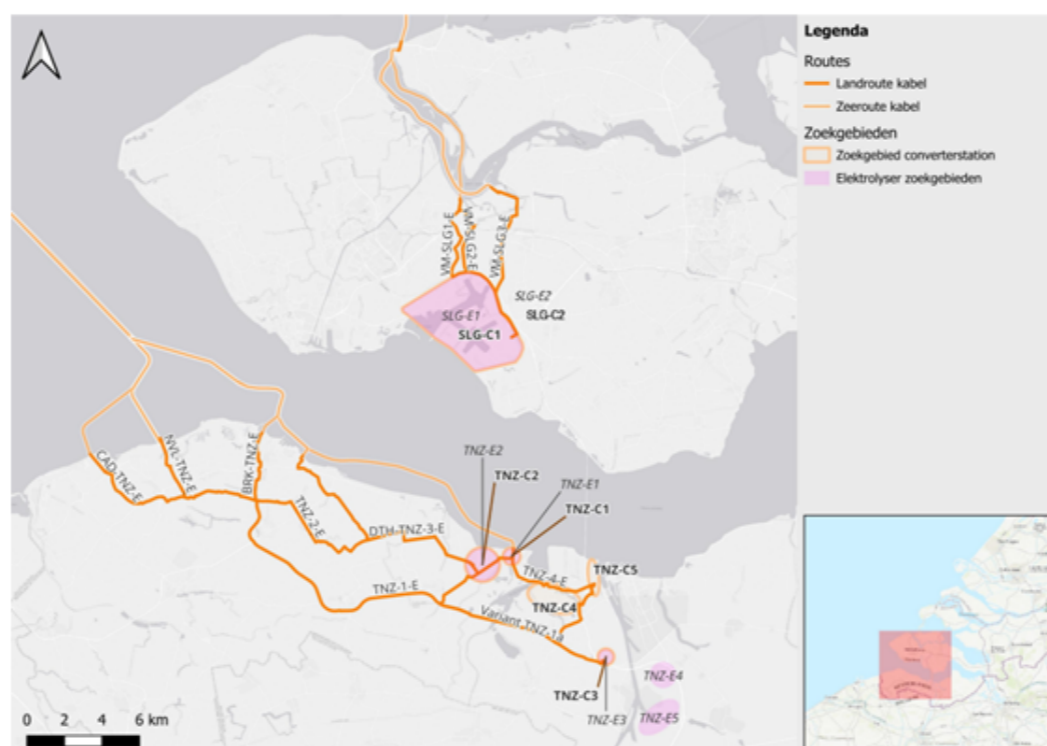 Legenda
Routes
Landroute kabel
Zeeroute kabel
Zoekgebieden
Zoekgebied converterstation
Elektrolyser zoekgebieden
VM-SLG1-E
VM-SLG2-E
VM-SLG3-E
SLG-E2
SLG-C2
SLG-E1
SLG-C1
CAD-TNZ-E
NVL-TNZ-E
BRK-TNZ-E
TNZ-2-E
DTH-TNZ-3-E
TNZ-E2
TNZ-C2
TNZ-E1
TNZ-C1
TNZ-4-E
TNZ-C5
TNZ-C4
TNZ-1-E
Variant TNZ-1a
TNZ-C3
TNZ-E3
TNZ-E4
TNZ-E5
0 2 4 6 km